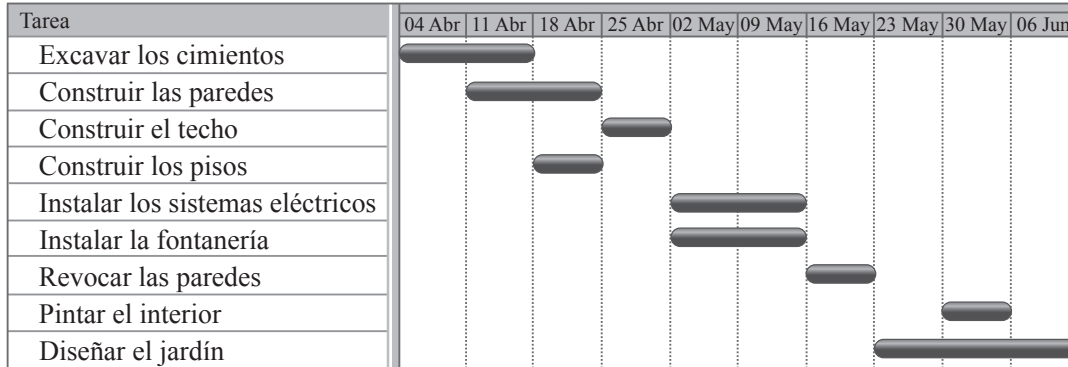 Tarea 04 Abr 11 Abr 18 Abr 25 Abr 02 May 09 May 16 May 23 May 30 May 06 Jun
Excavar los cimientos
Construir las paredes
Construir el techo
Construir los pisos
Instalar los sistemas eléctricos
Instalar la fontanería
Revocar las paredes
Pintar el interior
Diseñar el jardín